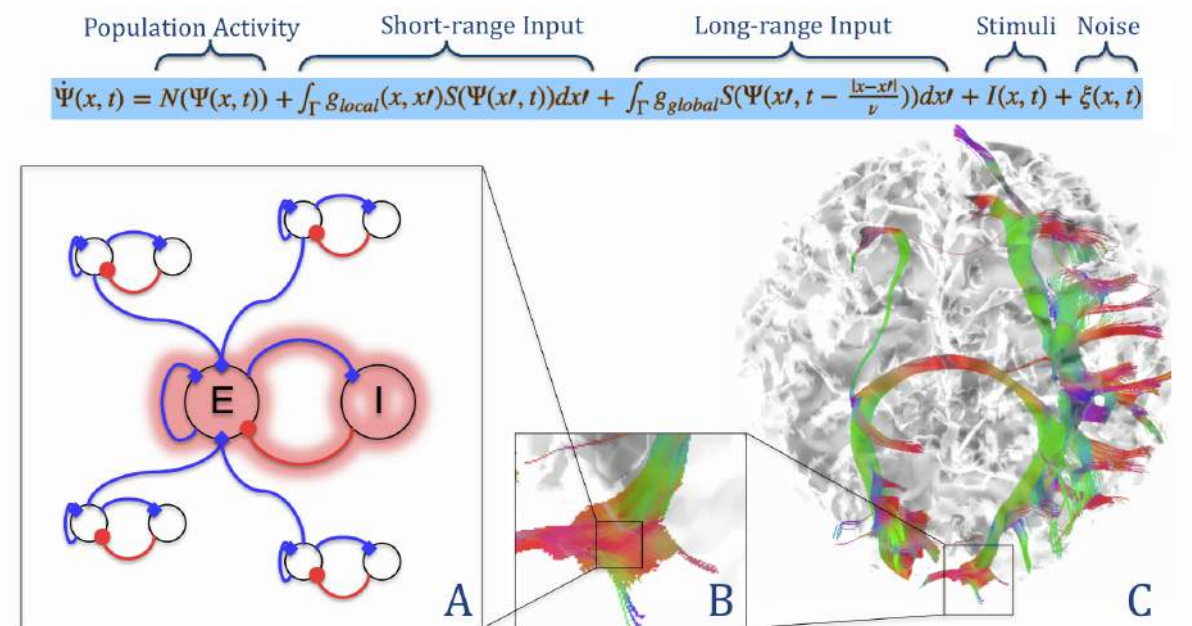 Population Activity Short-range Input Long-range Input Stimuli Noise
Ψ̇(x, t) = N(Ψ(x, t)) + ∫_Γ g_local(x, x′)S(Ψ(x′, t))dx′ + ∫_Γ g_global S(Ψ(x′, t − |x−x′|/ν))dx′ + I(x, t) + ξ(x, t)
E I
A B C